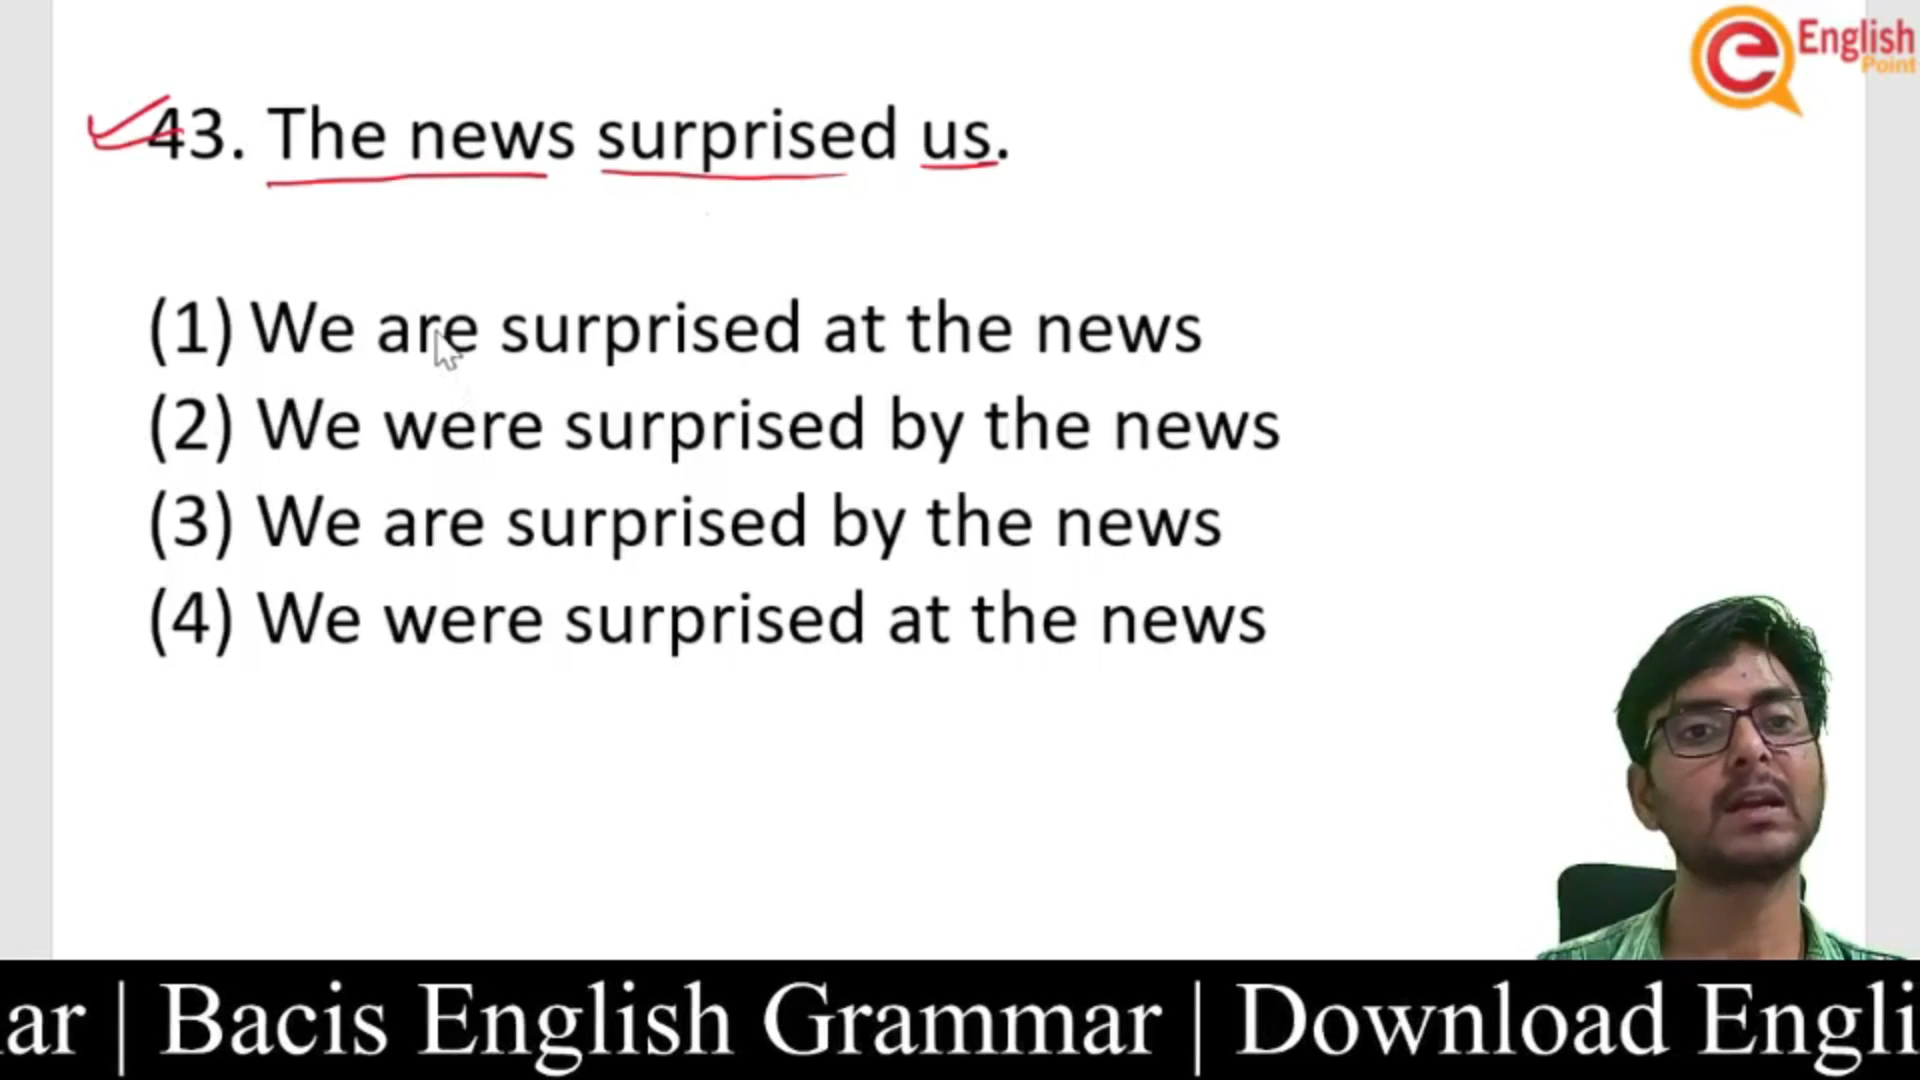 English
Point
43. The news surprised us.
(1) We are surprised at the news
(2) We were surprised by the news
(3) We are surprised by the news
(4) We were surprised at the news
ar | Bacis English Grammar | Download Engli